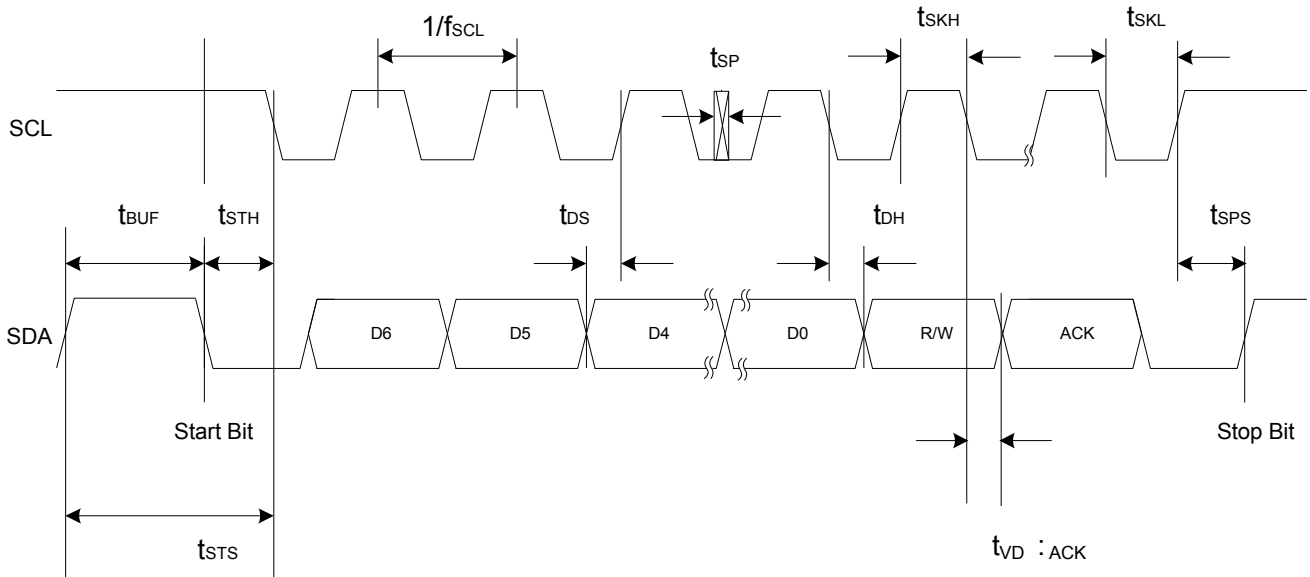 1/fSCL
tSKH
tSKL
tSP
SCL
tBUF
tSTH
tDS
tDH
tSPS
SDA
D6
D5
D4
D0
R/W
ACK
Start Bit
Stop Bit
tSTS
tVD : ACK